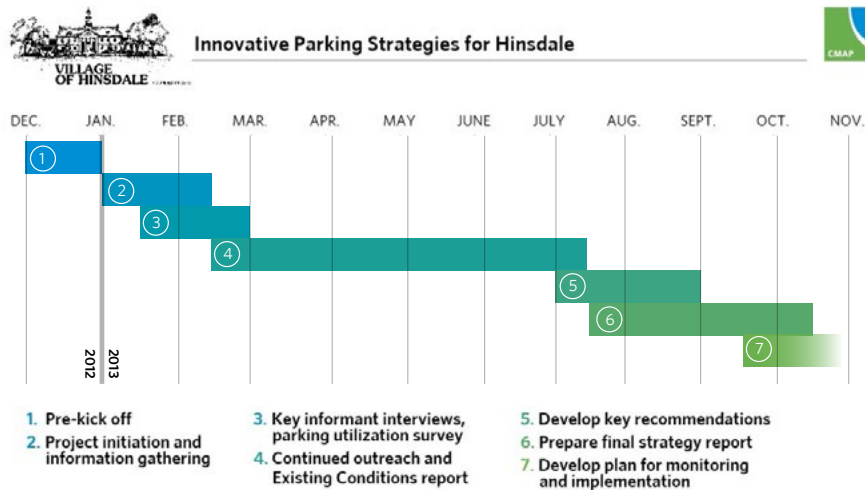 Innovative Parking Strategies for Hinsdale
VILLAGE
OF HINSDALE
CMAP
DEC. JAN. FEB. MAR. APR. MAY JUNE JULY AUG. SEPT. OCT. NOV.
1
2
3
4
5
6
7
2012
2013
1. Pre-kick off
2. Project initiation and
information gathering
3. Key informant interviews,
parking utilization survey
4. Continued outreach and
Existing Conditions report
5. Develop key recommendations
6. Prepare final strategy report
7. Develop plan for monitoring
and implementation